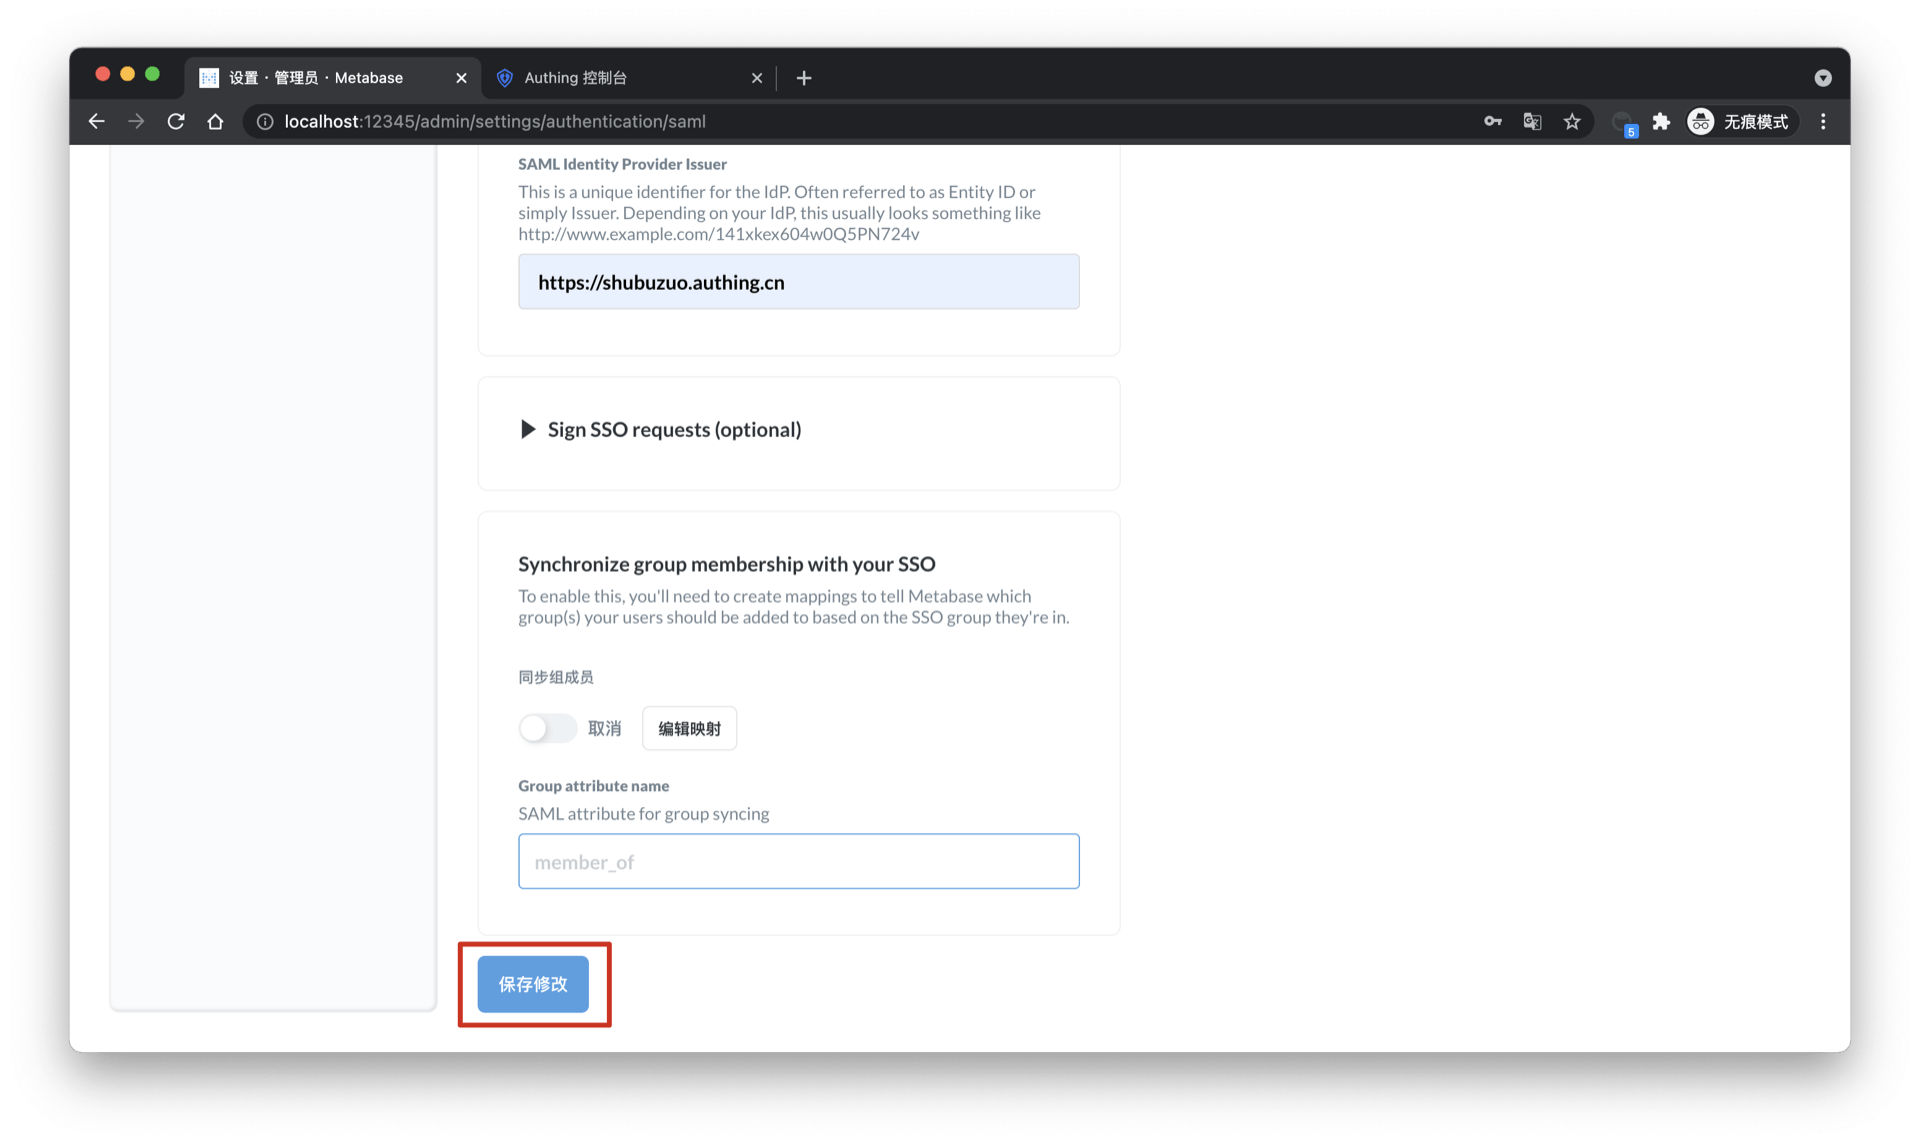 设置 · 管理员 · Metabase
Authing 控制台
localhost:12345/admin/settings/authentication/saml
5
无痕模式
SAML Identity Provider Issuer
This is a unique identifier for the IdP. Often referred to as Entity ID or
simply Issuer. Depending on your IdP, this usually looks something like
http://www.example.com/141xkex604w0Q5PN724v
https://shubuzuo.authing.cn
Sign SSO requests (optional)
Synchronize group membership with your SSO
To enable this, you'll need to create mappings to tell Metabase which
group(s) your users should be added to based on the SSO group they're in.
同步组成员
取消
编辑映射
Group attribute name
SAML attribute for group syncing
member_of
保存修改